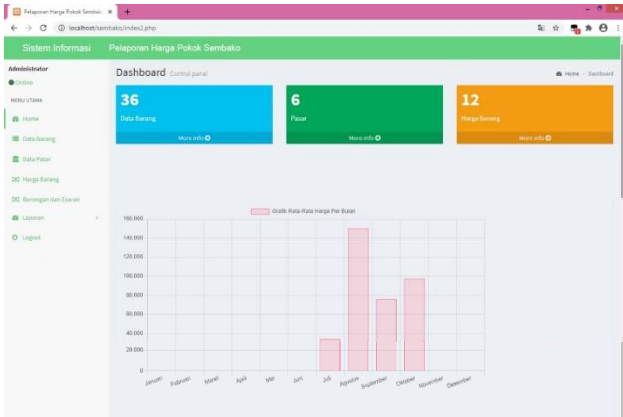 Pelaporan Harga Pokok Sembak
localhost/sembako/index2.php
Sistem Informasi
Pelaporan Harga Pokok Sembako
Administrator
Online
MENU UTAMA
Home
Data Barang
Data Pasar
Harga Barang
Laporan
Logout
Dashboard Control panel
Home
Dashboard
36
Data Barang
More info
6
Pasar
More info
12
Harga Barang
More info
Grafik Rata-Rata Harga Per Bulan
160,000
140,000
120,000
100,000
80,000
60,000
40,000
20,000
0
Januari
Februari
Maret
April
Mei
Juni
Juli
Agustus
September
Oktober
November
Desember